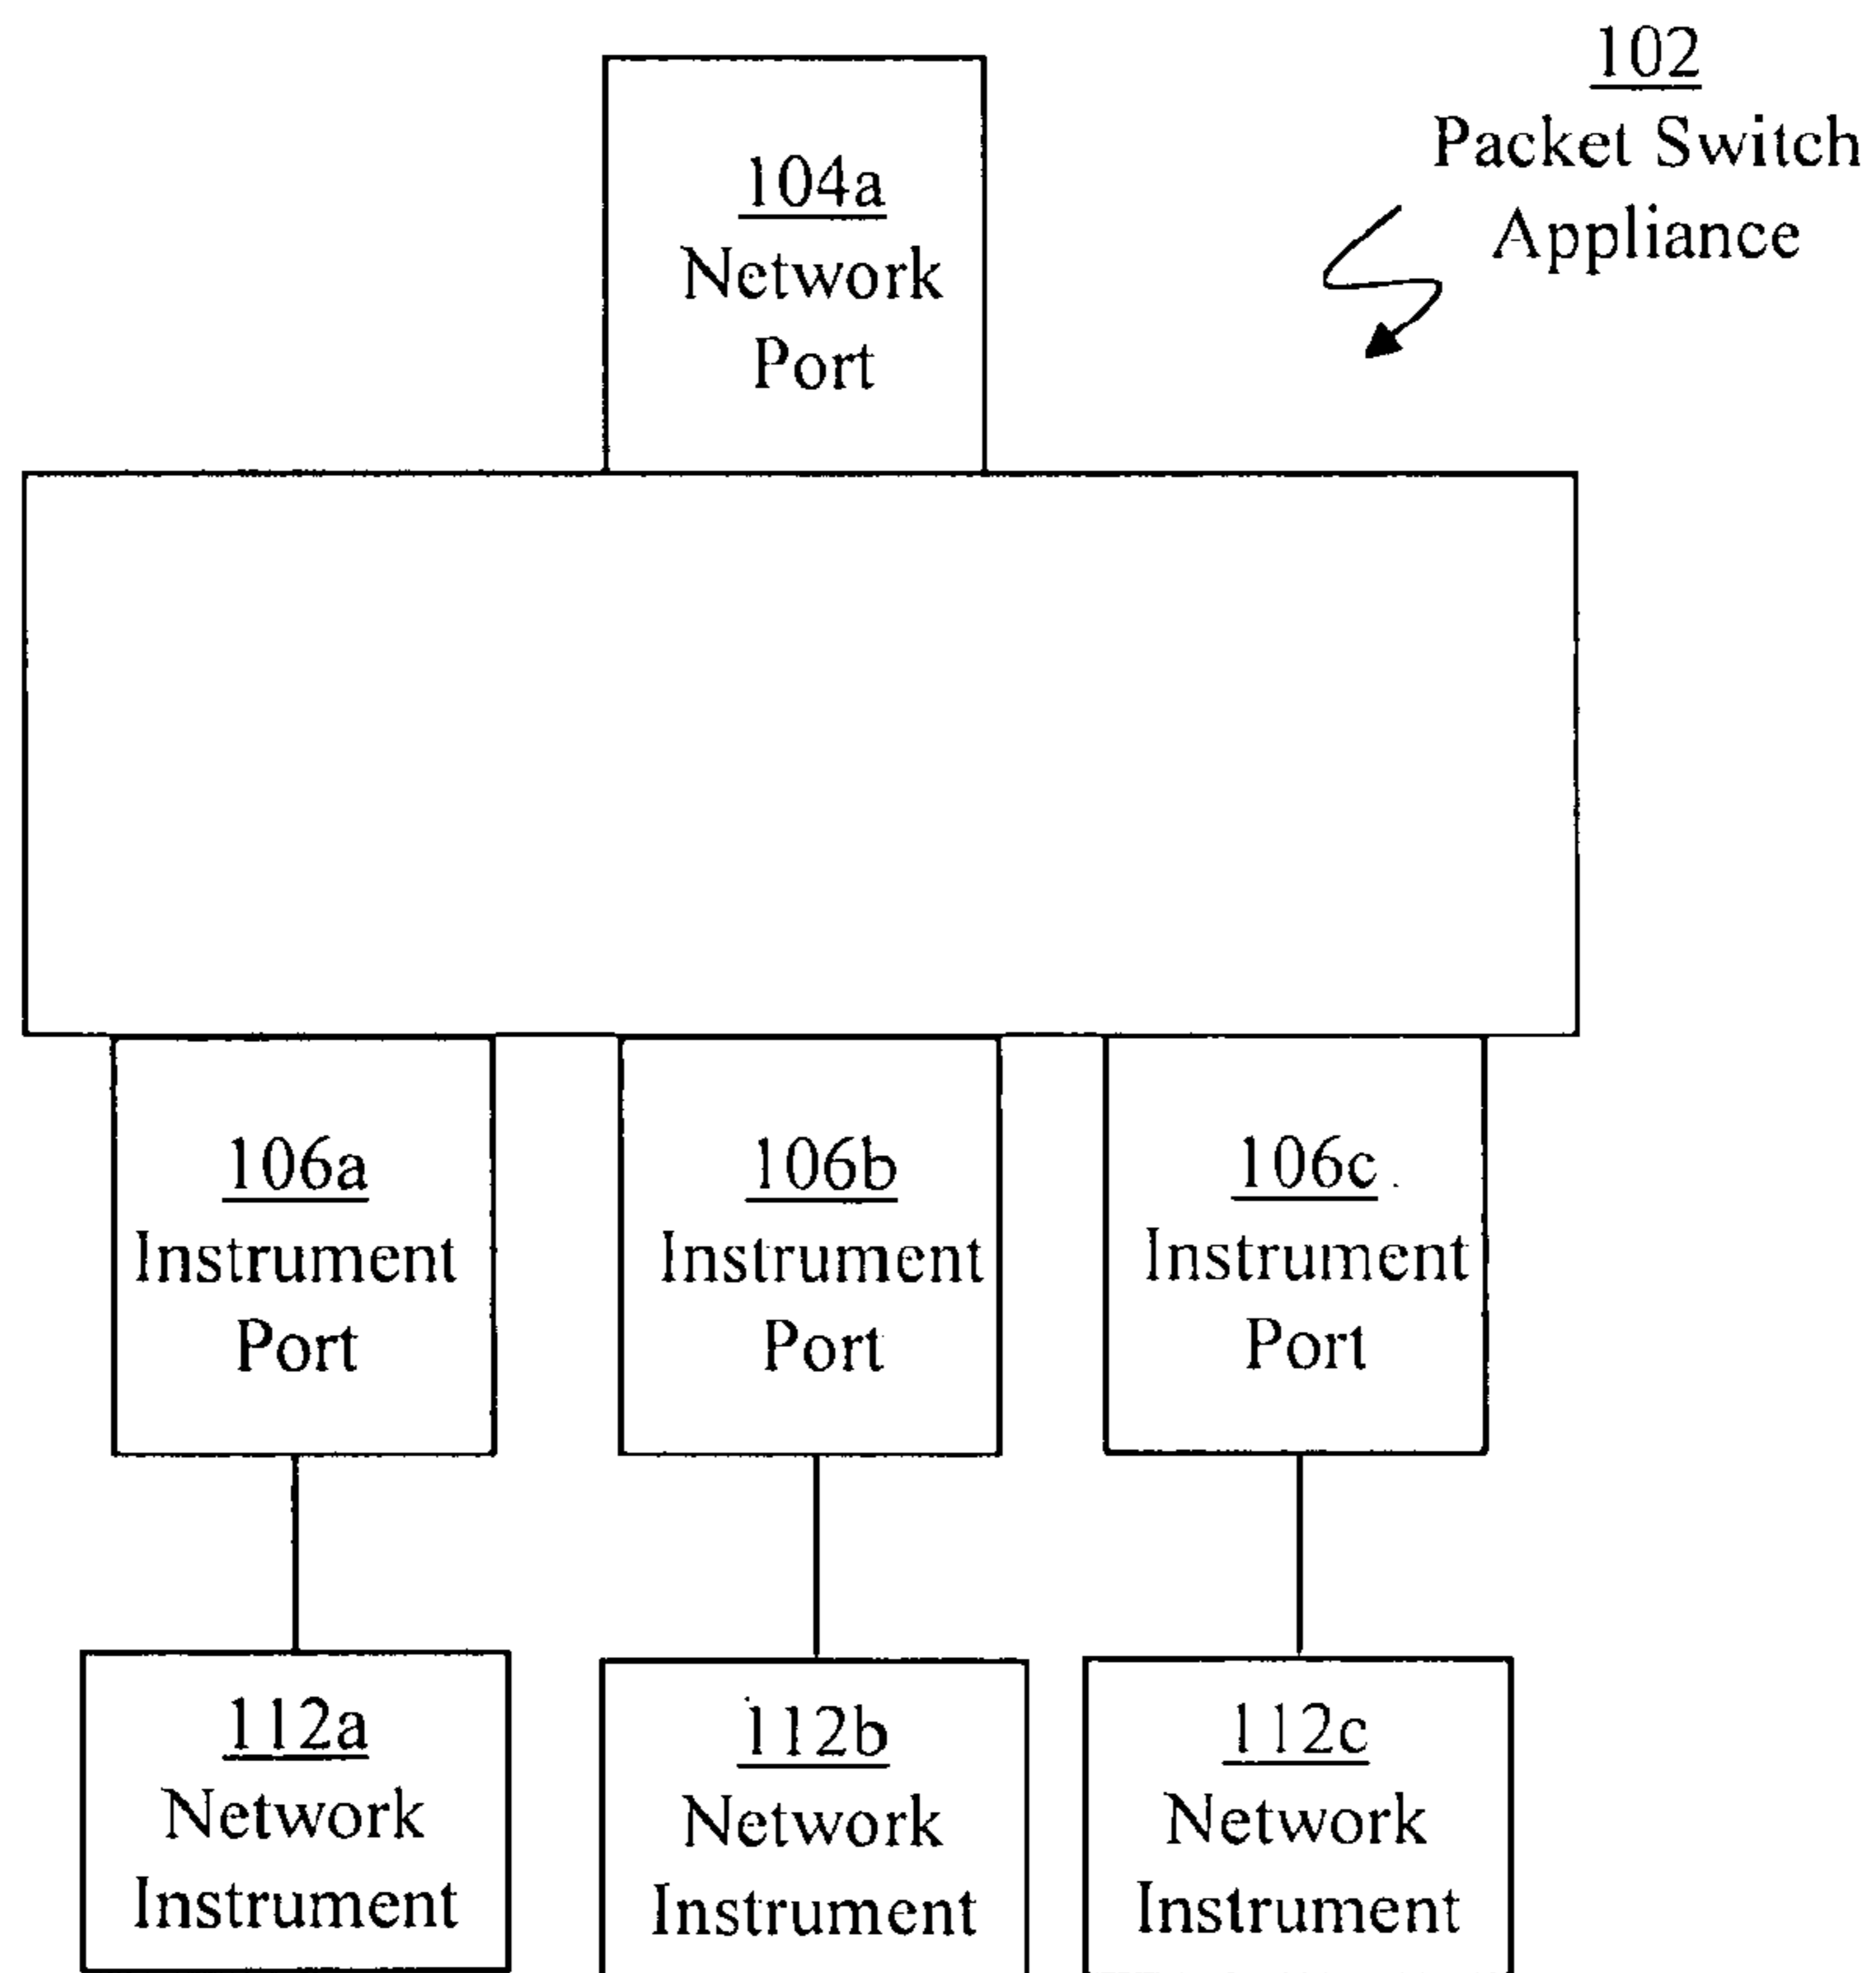 102
Packet Switch
Appliance
104a
Network
Port
106a
Instrument
Port
106b
Instrument
Port
106c
Instrument
Port
112a
Network
Instrument
112b
Network
Instrument
112c
Network
Instrument